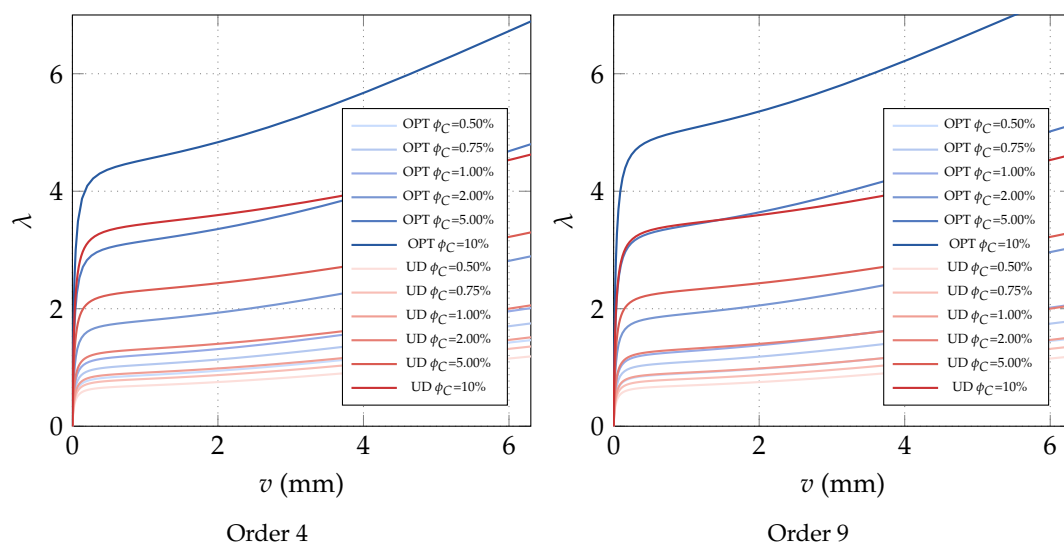 6
4
2
0
λ
OPT ϕC=0.50%
OPT ϕC=0.75%
OPT ϕC=1.00%
OPT ϕC=2.00%
OPT ϕC=5.00%
OPT ϕC=10%
UD ϕC=0.50%
UD ϕC=0.75%
UD ϕC=1.00%
UD ϕC=2.00%
UD ϕC=5.00%
UD ϕC=10%
0 2 4 6
v (mm)
Order 4
6
4
2
0
λ
OPT ϕC=0.50%
OPT ϕC=0.75%
OPT ϕC=1.00%
OPT ϕC=2.00%
OPT ϕC=5.00%
OPT ϕC=10%
UD ϕC=0.50%
UD ϕC=0.75%
UD ϕC=1.00%
UD ϕC=2.00%
UD ϕC=5.00%
UD ϕC=10%
0 2 4 6
v (mm)
Order 9